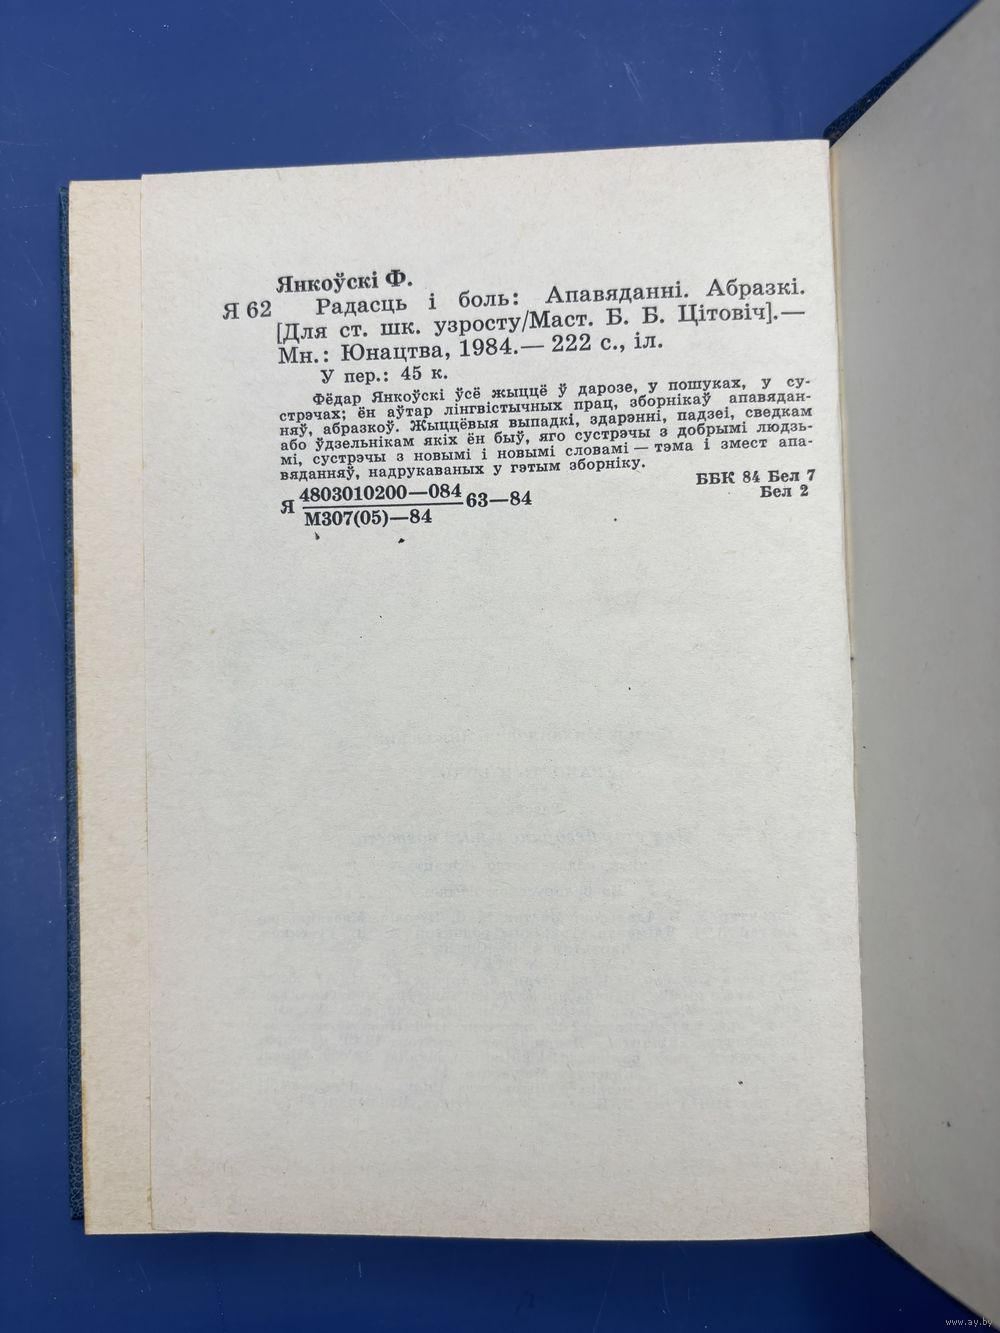 Янкоўскі Ф.
Я 62 Радасць і боль: Апавяданні. Абразкі.
[Для ст. шк. узросту/Маст. Б. Б. Цітовіч].—
Мн.: Юнацтва, 1984.— 222 с., іл.
У пер.: 45 к.
Фёдар Янкоўскі ўсё жыццё ў дарозе, у пошуках, у су-
стрэчах; ён аўтар лінгвістычных прац, зборнікаў апавядан-
няў, абразкоў. Жыццёвыя выпадкі, здарэнні, падзеі, сведкам
або ўдзельнікам якіх ён быў, яго сустрэчы з добрымі людзь-
мі, сустрэчы з новымі і новымі словамі — тэма і змест апа-
вяданняў, надрукаваных у гэтым зборніку.
Я 4803010200—084 63—84
М307(05)—84
ББК 84 Бел 7
Бел 2
www.ay.by